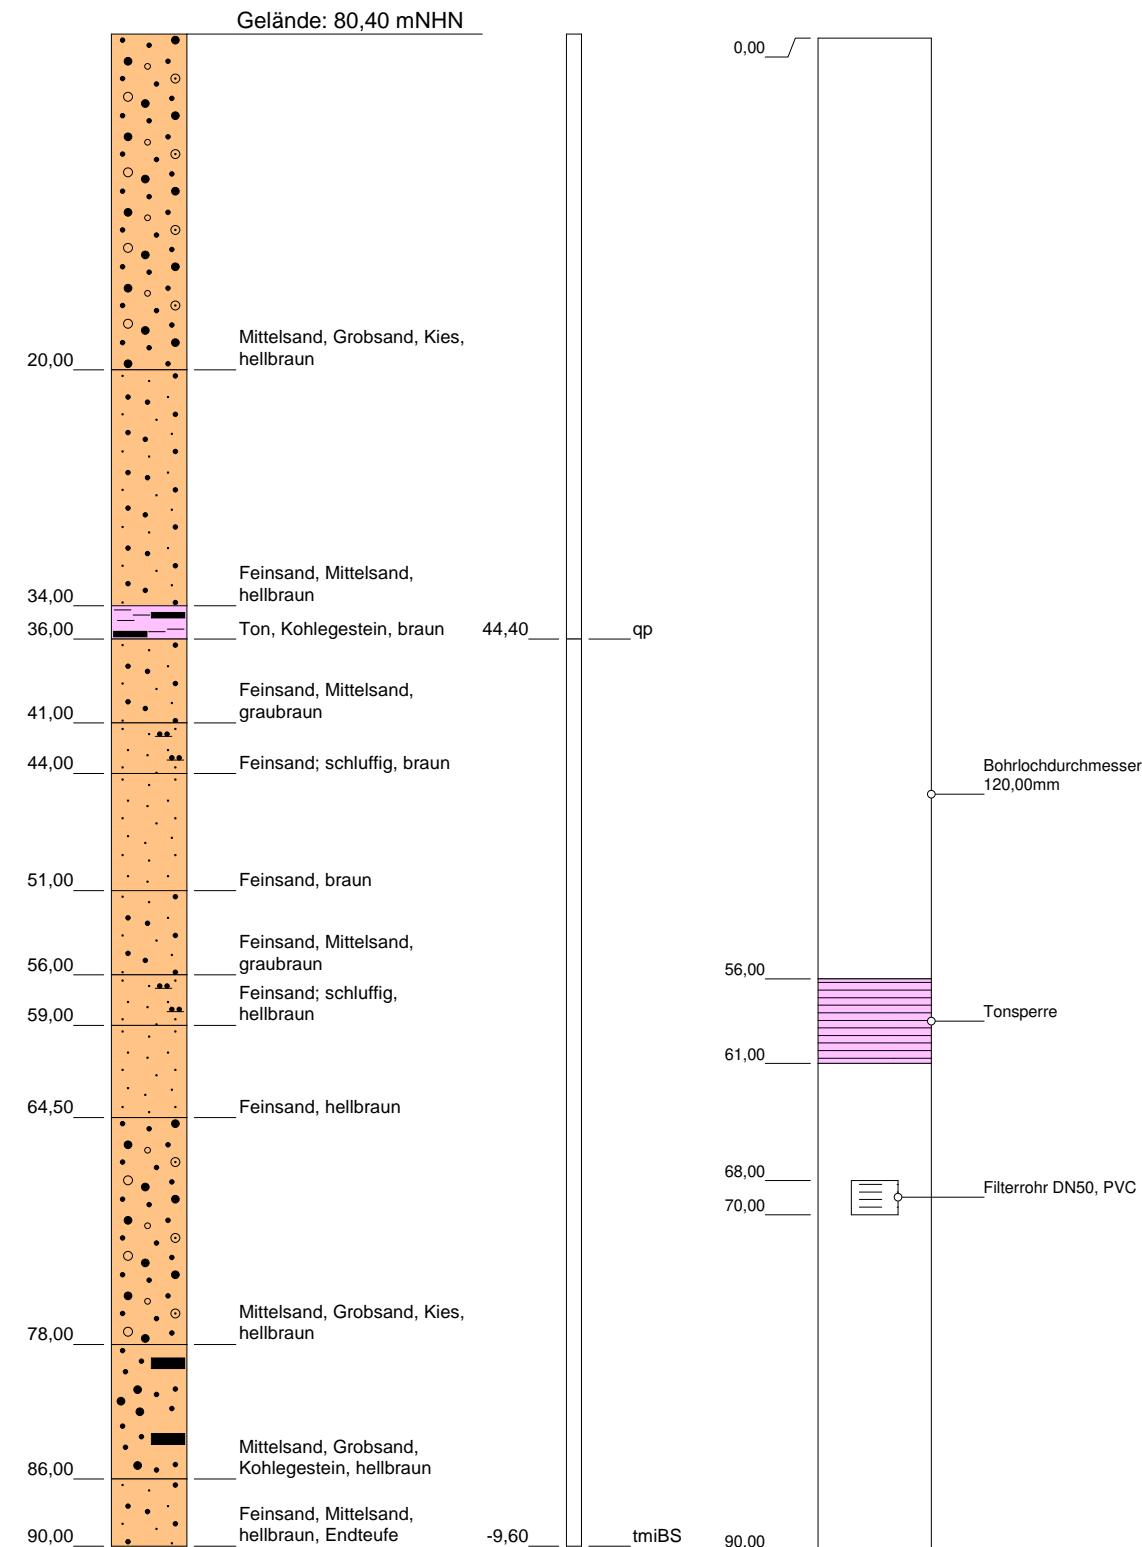 Gelände: 80,40 mNHN
0,00
Mittelsand, Grobsand, Kies,
hellbraun
20,00
Feinsand, Mittelsand,
hellbraun
34,00
36,00
Ton, Kohlegestein, braun
44,40
qp
Feinsand, Mittelsand,
graubraun
41,00
44,00
Feinsand; schluffig, braun
Bohrlochdurchmesser
120,00mm
51,00
Feinsand, braun
Feinsand, Mittelsand,
graubraun
56,00
56,00
Feinsand; schluffig,
hellbraun
59,00
Tonsperre
61,00
64,50
Feinsand, hellbraun
68,00
Filterrohr DN50, PVC
70,00
Mittelsand, Grobsand, Kies,
hellbraun
78,00
Mittelsand, Grobsand,
Kohlegestein, hellbraun
86,00
Feinsand, Mittelsand,
hellbraun, Endteufe
90,00
-9,60
tmiBS
90,00